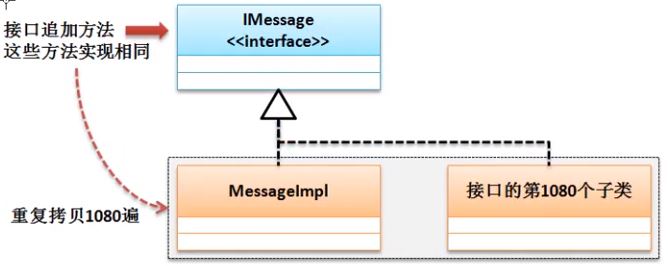 接口追加方法
这些方法实现相同
IMessage
<<interface>>
MessageImpl
接口的第1080个子类
重复拷贝1080遍